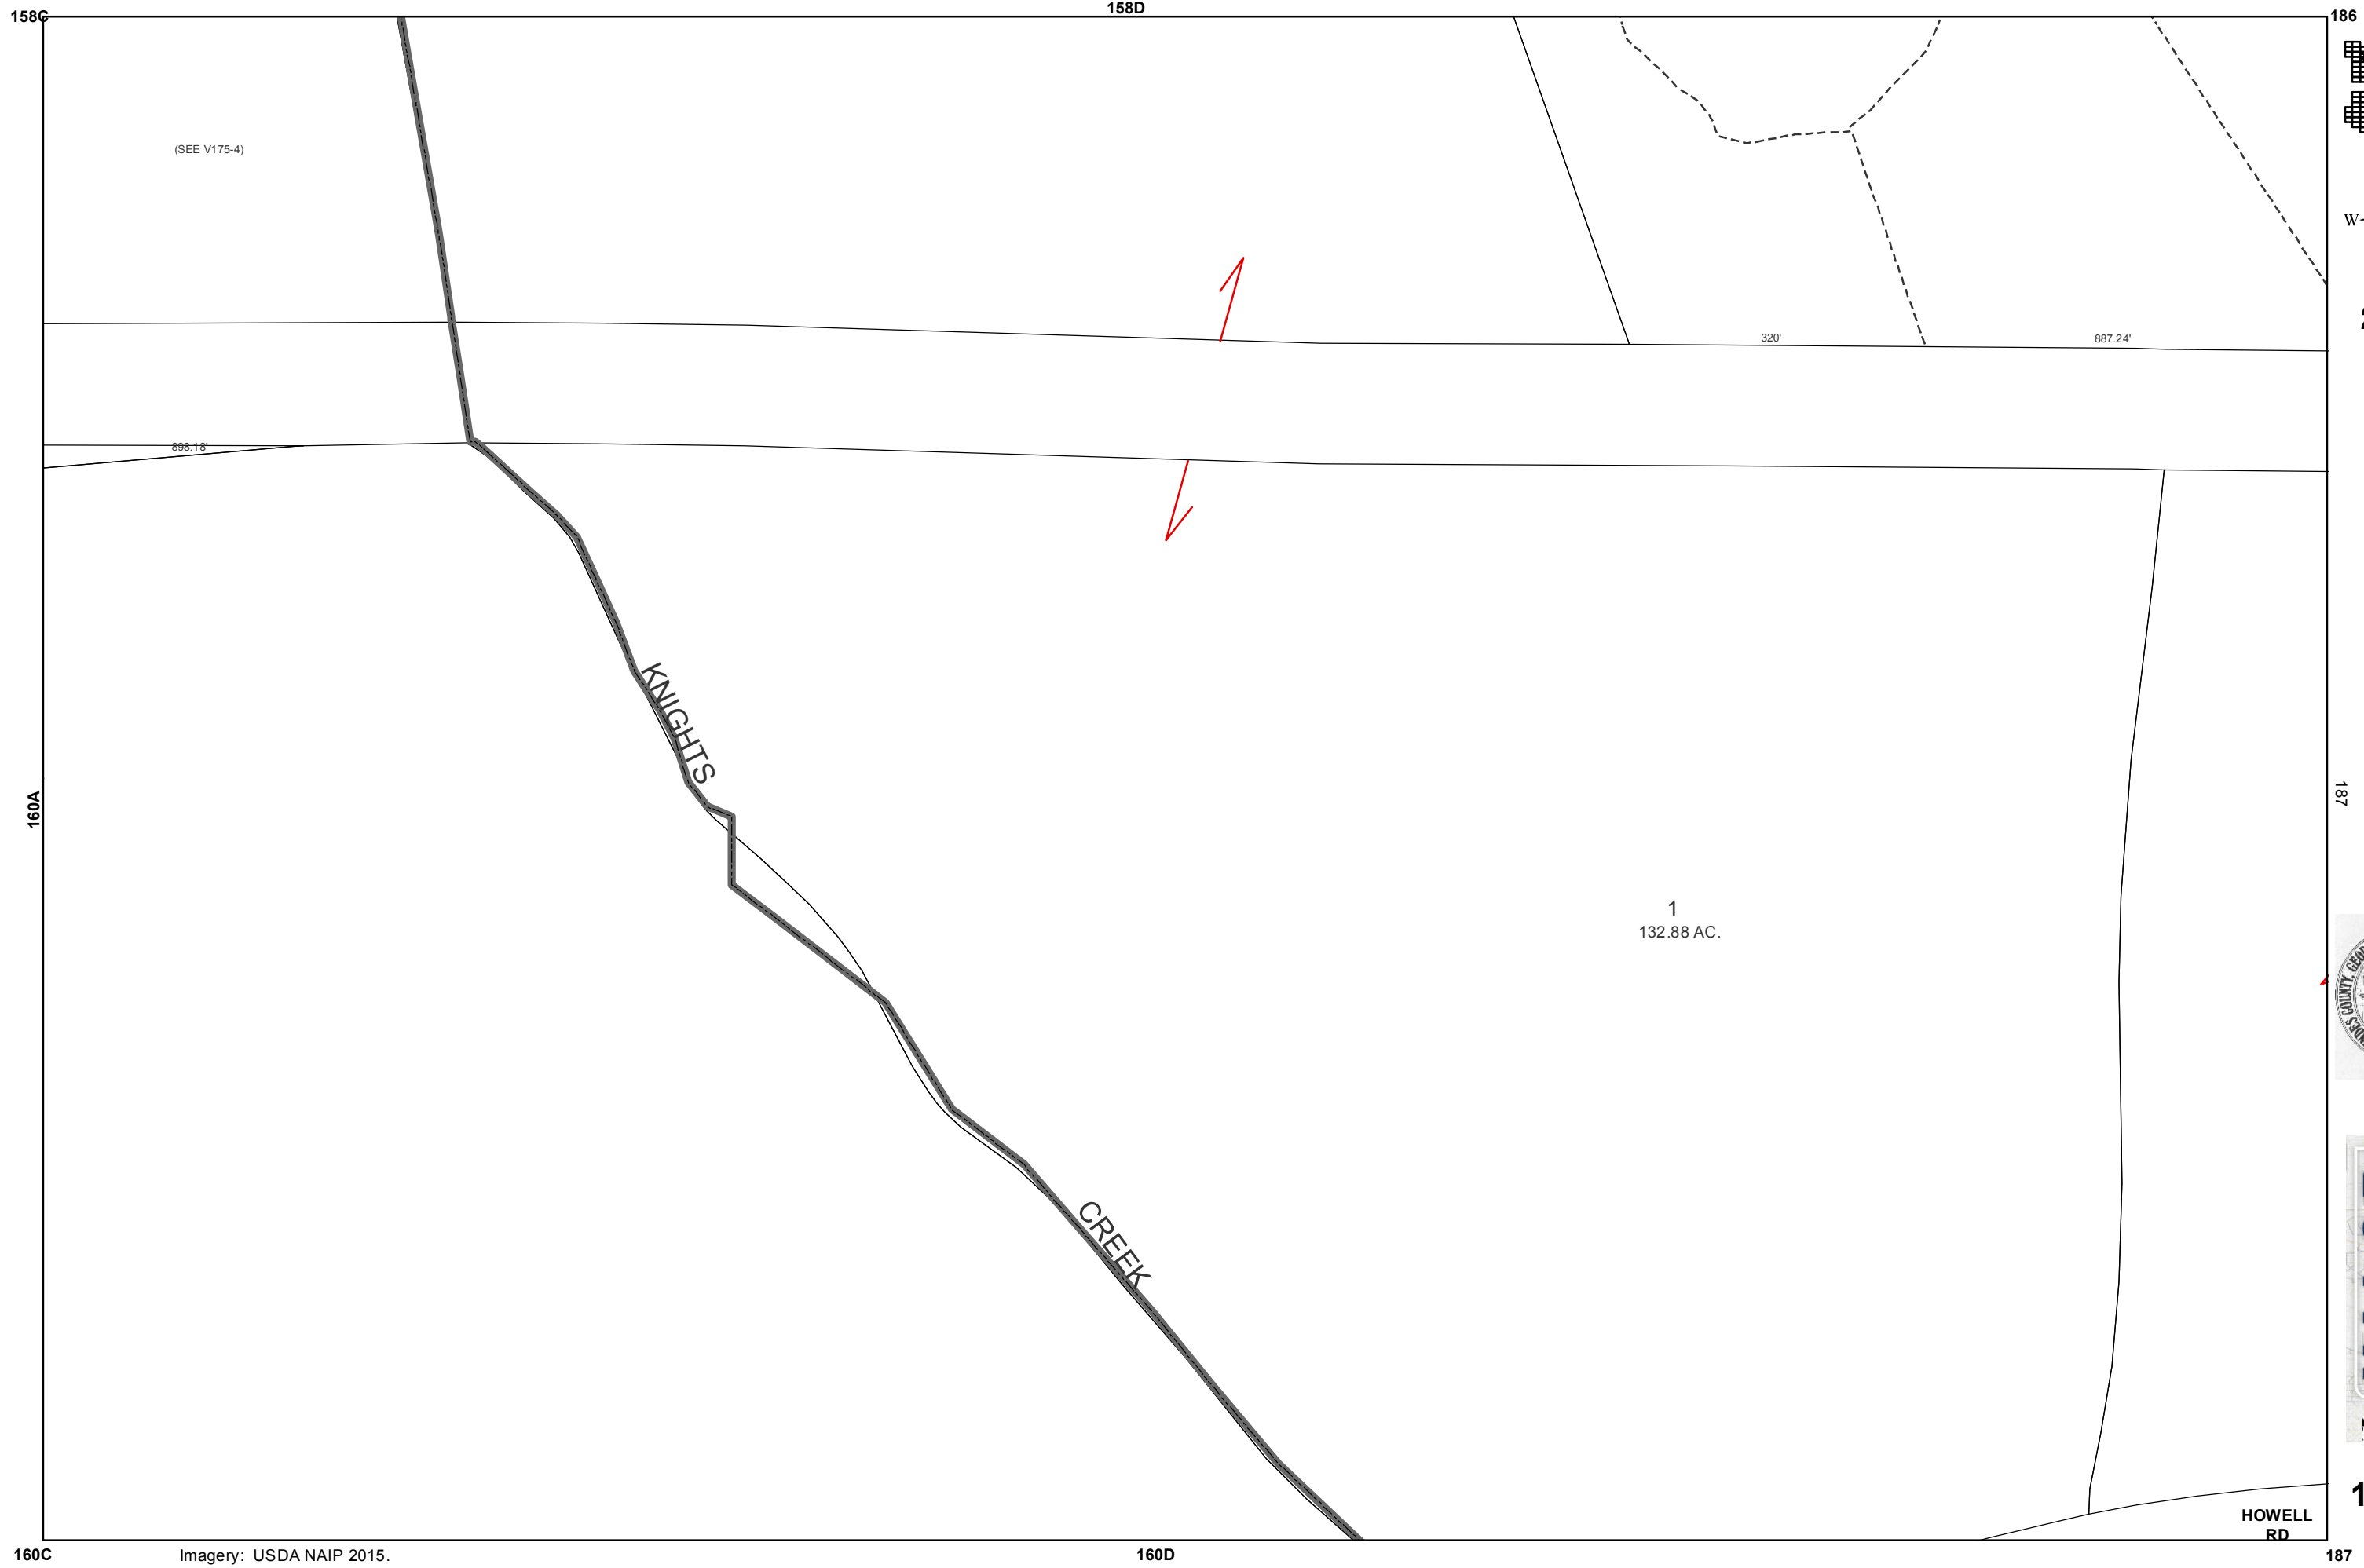 158C
158D
186
(SEE V175-4)
W
320'
887.24'
898.18'
KNIGHTS
160A
187
1
132.88 AC.
CREEK
HOWELL
RD
160C
Imagery: USDA NAIP 2015.
160D
187